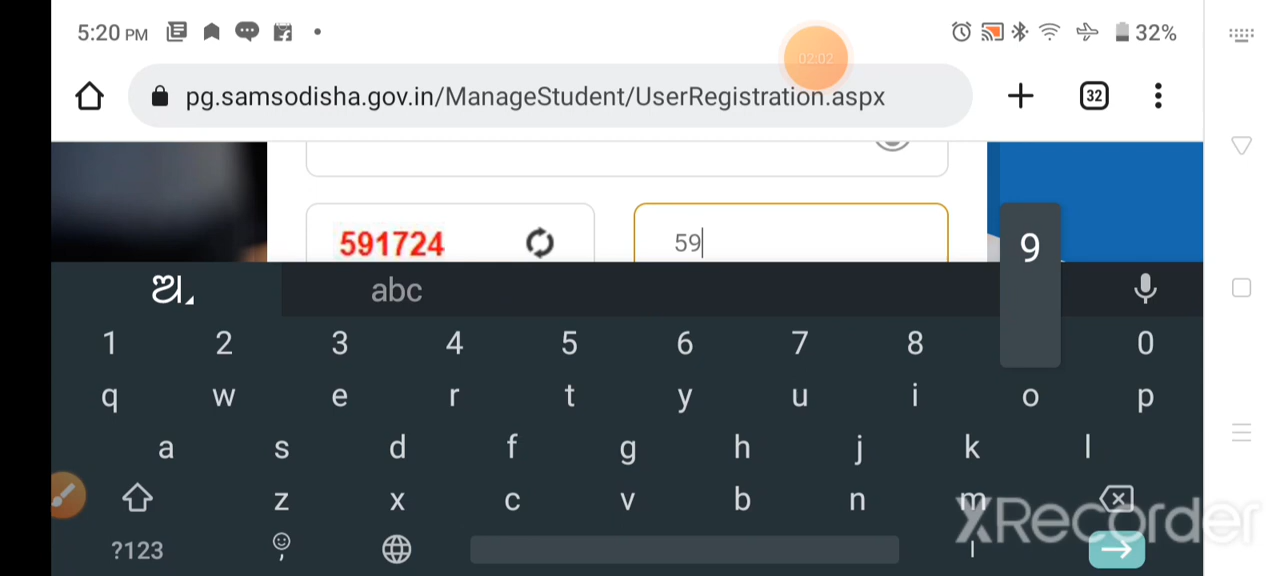 5:20 PM 32%
02:02
pg.samsodisha.gov.in/ManageStudent/UserRegistration.aspx 32
591724 59
9
ଅ abc
1 2 3 4 5 6 7 8 0
q w e r t y u i o p
a s d f g h j k l
z x c v b n m
XRecorder
?123 , ।